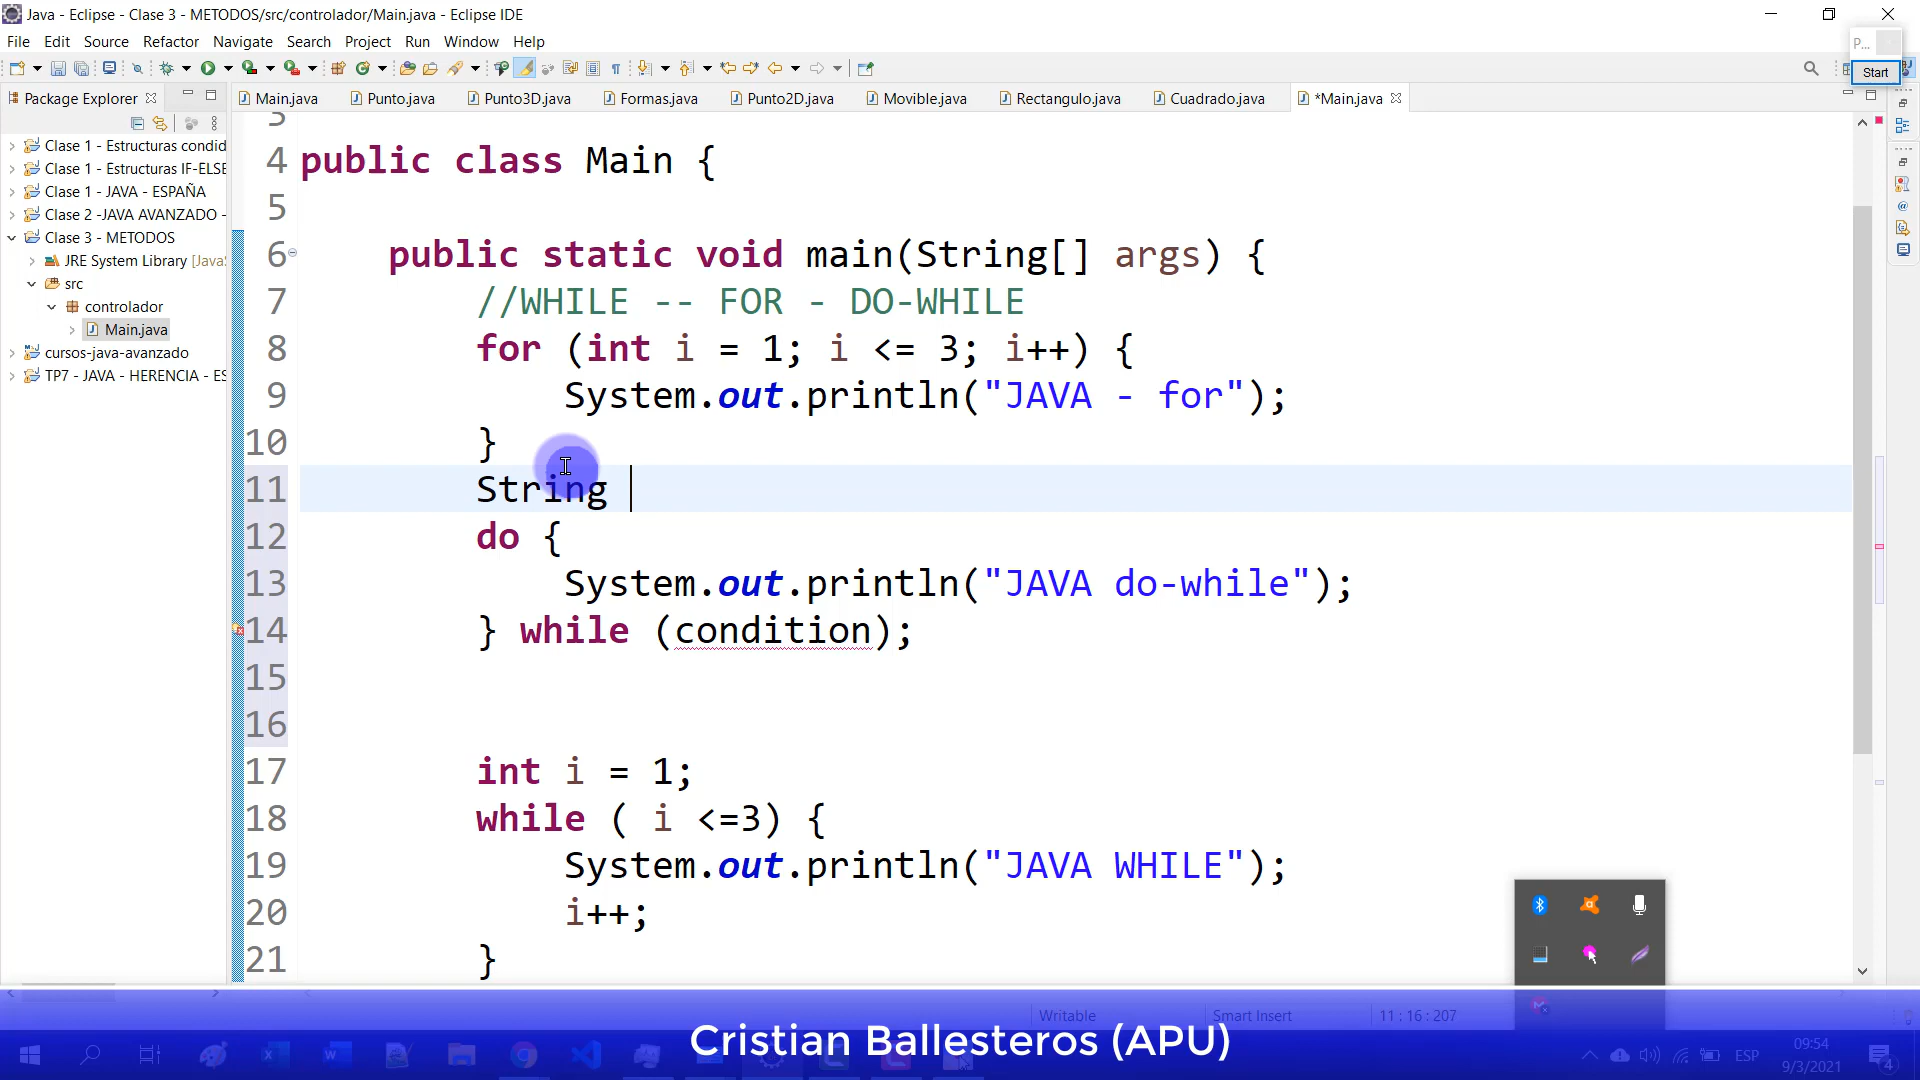 Java - Eclipse - Clase 3 - METODOS/src/controlador/Main.java - Eclipse IDE
File Edit Source Refactor Navigate Search Project Run Window Help
P...
Start
Package Explorer
Main.java Punto.java Punto3D.java Formas.java Punto2D.java Movible.java Rectangulo.java Cuadrado.java *Main.java
Clase 1 - Estructuras condid
Clase 1 - Estructuras IF-ELSE
Clase 1 - JAVA - ESPAÑA
Clase 2 -JAVA AVANZADO -
Clase 3 - METODOS
JRE System Library [Java
src
controlador
Main.java
cursos-java-avanzado
TP7 - JAVA - HERENCIA - ES
3
4 public class Main {
5
6 public static void main(String[] args) {
7 //WHILE -- FOR - DO-WHILE
8 for (int i = 1; i <= 3; i++) {
9 System.out.println("JAVA - for");
10 }
11 String
12 do {
13 System.out.println("JAVA do-while");
14 } while (condition);
15
16
17 int i = 1;
18 while ( i <=3) {
19 System.out.println("JAVA WHILE");
20 i++;
21 }
Writable Smart Insert 11 : 16 : 207
Cristian Ballesteros (APU)
ESP
09:54
9/3/2021
4